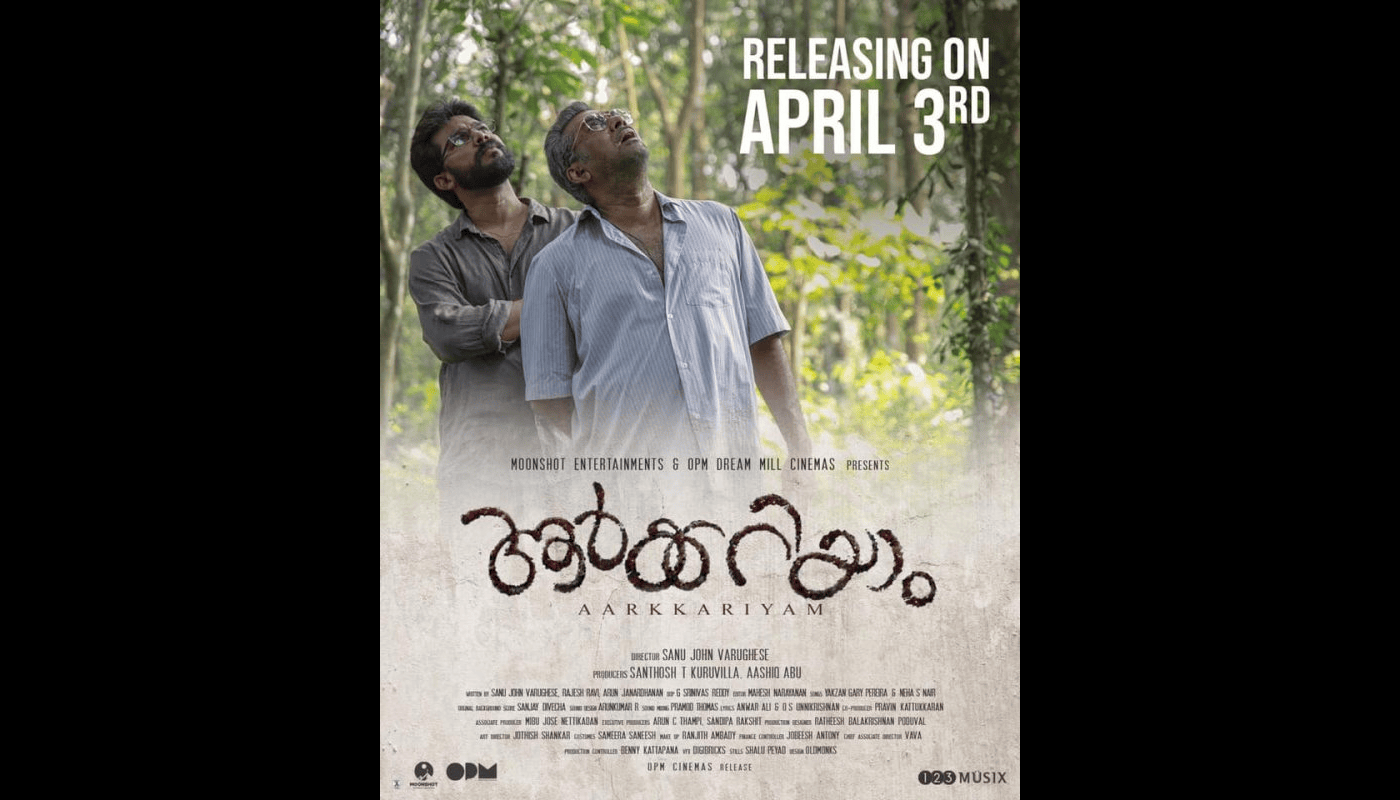 RELEASING ON
APRIL 3RD
MOONSHOT ENTERTAINMENTS & OPM DREAM MILL CINEMAS PRESENTS
ആർക്കറിയാം
AARKKARIYAM
DIRECTOR SANU JOHN VARUGHESE
PRODUCERS SANTHOSH T KURUVILLA, AASHIQ ABU
WRITTEN BY SANU JOHN VARUGHESE, RAJESH RAVI, ARUN JANARDHANAN DOP G SRINIVAS REDDY EDITOR MAHESH NARAYANAN SONGS YAKZAN GARY PEREIRA & NEHA S NAIR
ORIGINAL BACKGROUND SCORE SANJAY DIVECHA SOUND DESIGN ARUNKUMAR R SOUND MIXING PRAMOD THOMAS LYRICS ANWAR ALI & O S UNNIKRISHNAN CO-PRODUCER PRAVIN KATTUKKARAN
ASSOCIATE PRODUCER MIBU JOSE NETTIKADAN EXECUTIVE PRODUCERS ARUN C THAMPI, SANDIPA RAKSHIT PRODUCTION DESIGNER RATHEESH BALAKRISHNAN PODUVAL
ART DIRECTOR JOTHISH SHANKAR COSTUMES SAMEERA SANEESH MAKE UP RANJITH AMBADY FINANCE CONTROLLER JOBEESH ANTONY CHIEF ASSOCIATE DIRECTOR VAVA
PRODUCTION CONTROLLER BENNY KATTAPANA VFX DIGIBRICKS STILLS SHALU PEYAD DESIGN OLDMONKS
OPM CINEMAS RELEASE
MOONSHOT
OPM
123 MUSIX